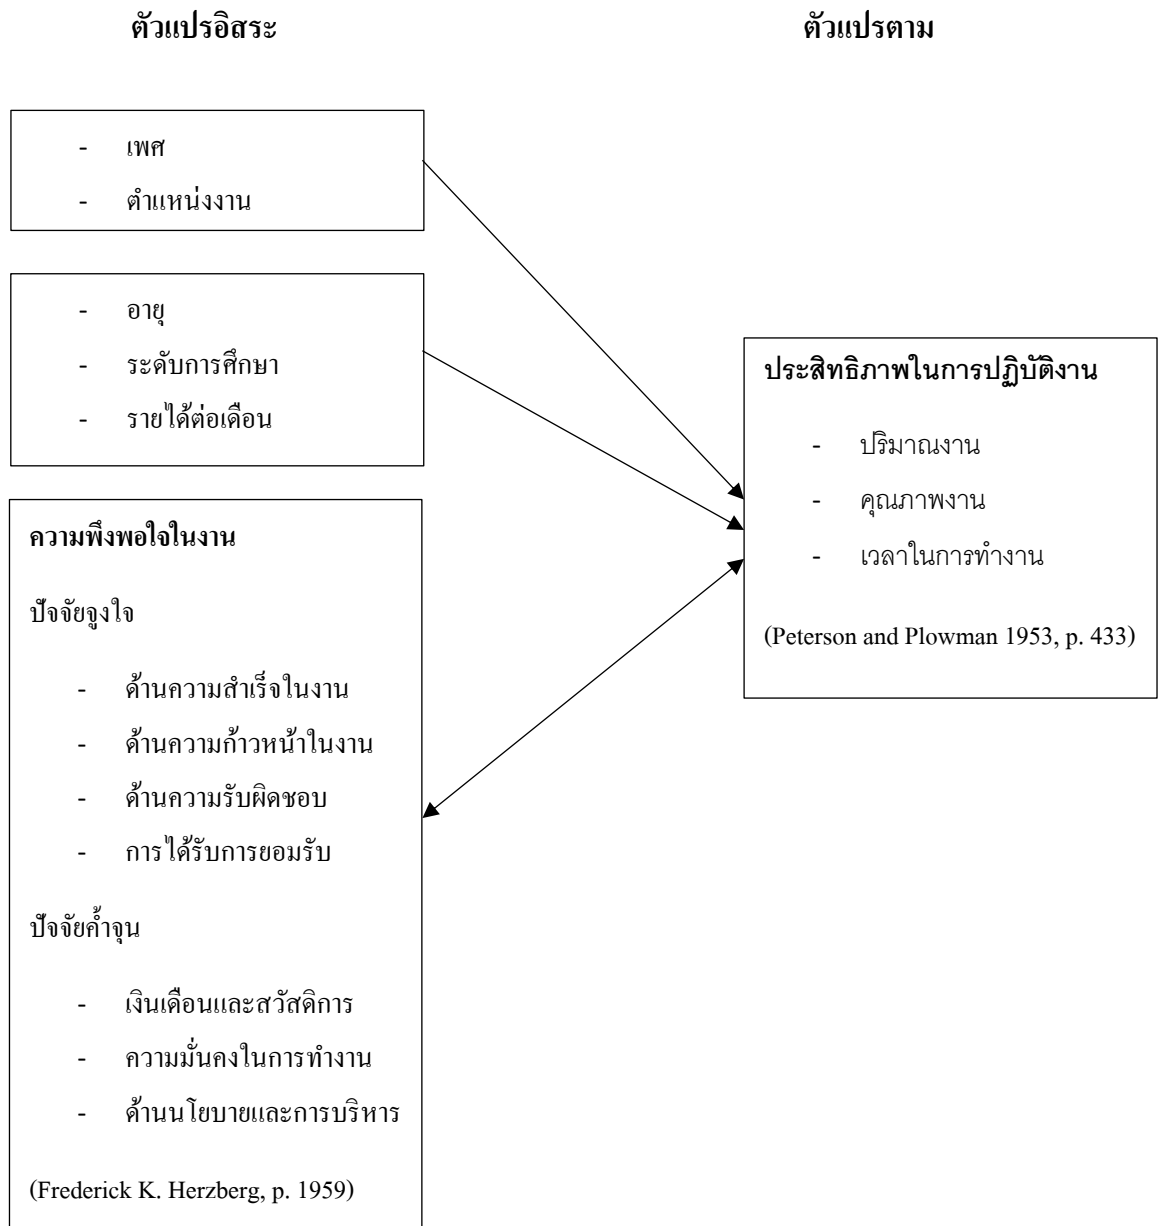 ตัวแปรอิสระ
ตัวแปรตาม
- เพศ
- ตำแหน่งงาน
- อายุ
- ระดับการศึกษา
- รายได้ต่อเดือน
ความพึงพอใจในงาน
ปัจจัยจูงใจ
- ด้านความสำเร็จในงาน
- ด้านความก้าวหน้าในงาน
- ด้านความรับผิดชอบ
- การได้รับการยอมรับ
ปัจจัยค้ำจุน
- เงินเดือนและสวัสดิการ
- ความมั่นคงในการทำงาน
- ด้านนโยบายและการบริหาร
(Frederick K. Herzberg, p. 1959)
ประสิทธิภาพในการปฏิบัติงาน
- ปริมาณงาน
- คุณภาพงาน
- เวลาในการทำงาน
(Peterson and Plowman 1953, p. 433)